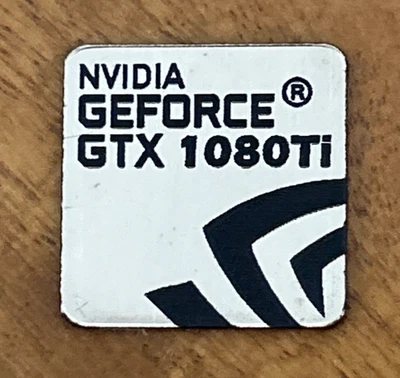 NVIDIA
GEFORCE®
GTX 1080Ti